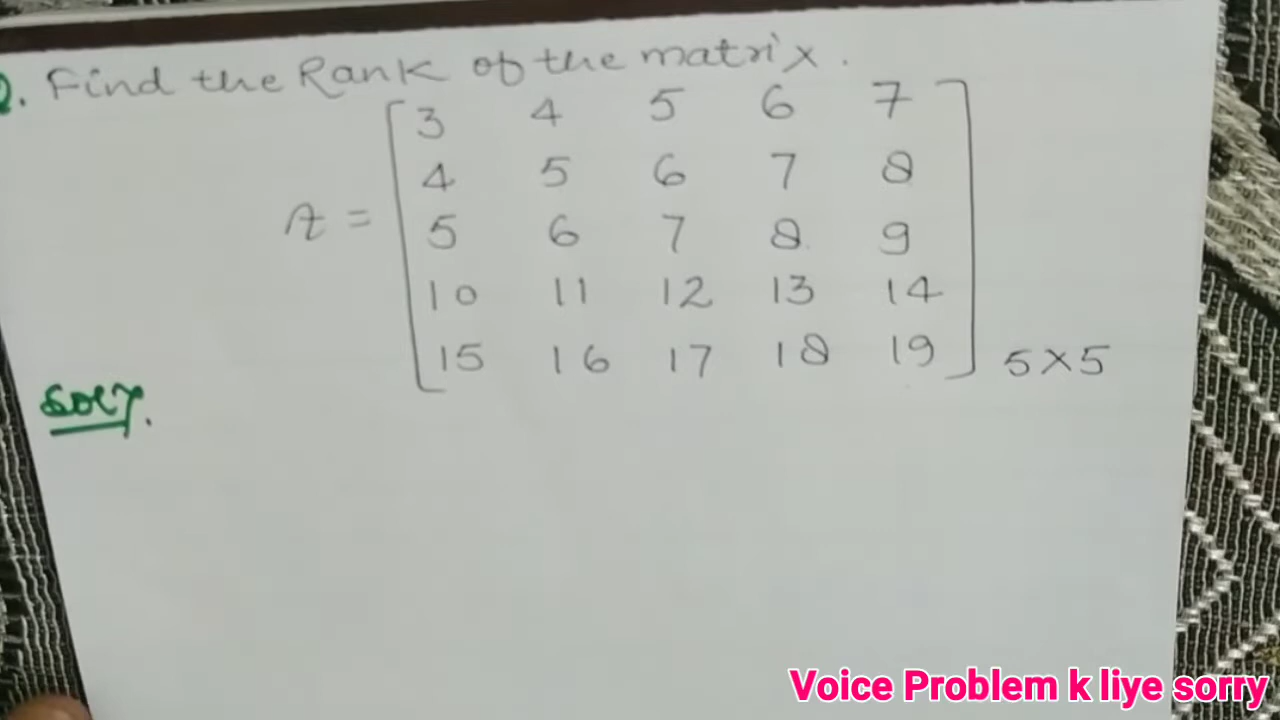 Q. Find the Rank of the matrix.
3 4 5 6 7
4 5 6 7 8
A = 5 6 7 8 9
10 11 12 13 14
15 16 17 18 19 5×5
Soln.
Voice Problem k liye sorry